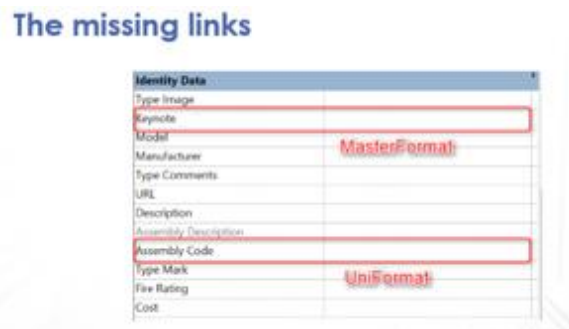 The missing links
Identity Data
Type Image
Keynote
Model
MasterFormat
Manufacturer
Type Comments
URL
Description
Assembly Description
Assembly Code
Type Mark
UniFormat
Fire Rating
Cost